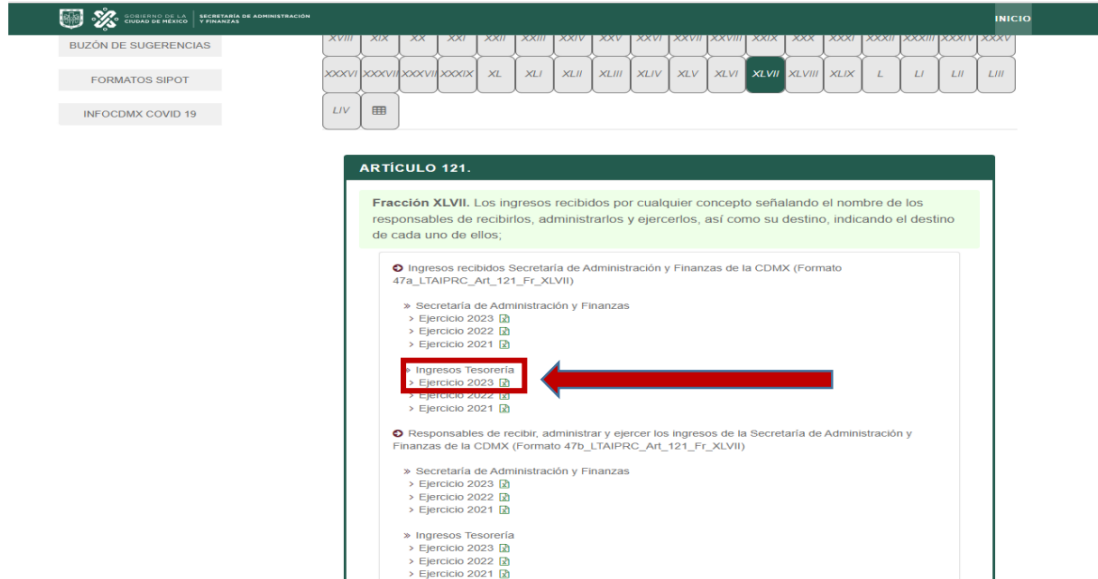 GOBIERNO DE LA
CIUDAD DE MÉXICO
SECRETARÍA DE ADMINISTRACIÓN
Y FINANZAS
INICIO
BUZÓN DE SUGERENCIAS
FORMATOS SIPOT
INFOCDMX COVID 19
XVIII XIX XX XXI XXII XXIII XXIV XXV XXVI XXVII XXVIII XXIX XXX XXXI XXXII XXXIII XXXIV XXXV
XXXVI XXXVII XXXVII XXXIX XL XLI XLII XLIII XLIV XLV XLVI XLVII XLVIII XLIX L LI LII LIII
LIV
ARTÍCULO 121.
Fracción XLVII. Los ingresos recibidos por cualquier concepto señalando el nombre de los
responsables de recibirlos, administrarlos y ejercerlos, así como su destino, indicando el destino
de cada uno de ellos;
Ingresos recibidos Secretaría de Administración y Finanzas de la CDMX (Formato
47a_LTAIPRC_Art_121_Fr_XLVII)
» Secretaría de Administración y Finanzas
> Ejercicio 2023
> Ejercicio 2022
> Ejercicio 2021
» Ingresos Tesorería
> Ejercicio 2023
> Ejercicio 2022
> Ejercicio 2021
Responsables de recibir, administrar y ejercer los ingresos de la Secretaría de Administración y
Finanzas de la CDMX (Formato 47b_LTAIPRC_Art_121_Fr_XLVII)
» Secretaría de Administración y Finanzas
> Ejercicio 2023
> Ejercicio 2022
> Ejercicio 2021
» Ingresos Tesorería
> Ejercicio 2023
> Ejercicio 2022
> Ejercicio 2021